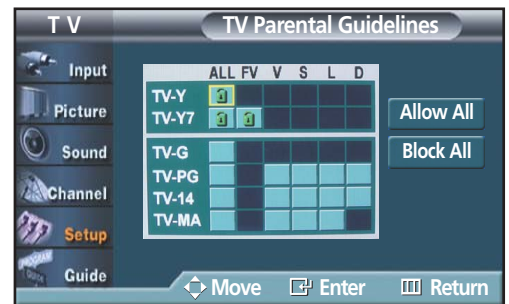 T V
TV Parental Guidelines
Input
Picture
Sound
Channel
Setup
PROGRAM
Guide
ALL FV V S L D
TV-Y
TV-Y7
TV-G
TV-PG
TV-14
TV-MA
Allow All
Block All
Move Enter Return